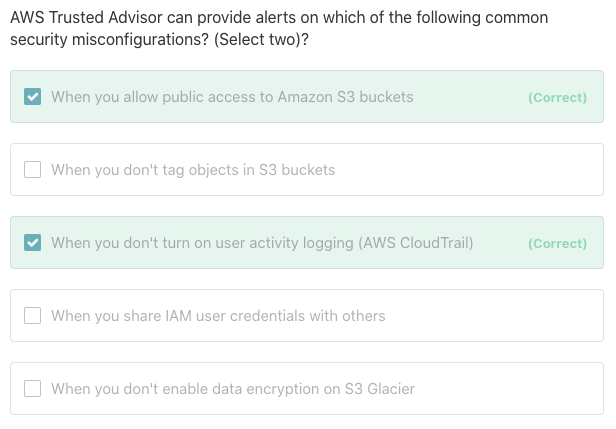 AWS Trusted Advisor can provide alerts on which of the following common
security misconfigurations? (Select two)?
When you allow public access to Amazon S3 buckets (Correct)
When you don't tag objects in S3 buckets
When you don't turn on user activity logging (AWS CloudTrail) (Correct)
When you share IAM user credentials with others
When you don't enable data encryption on S3 Glacier